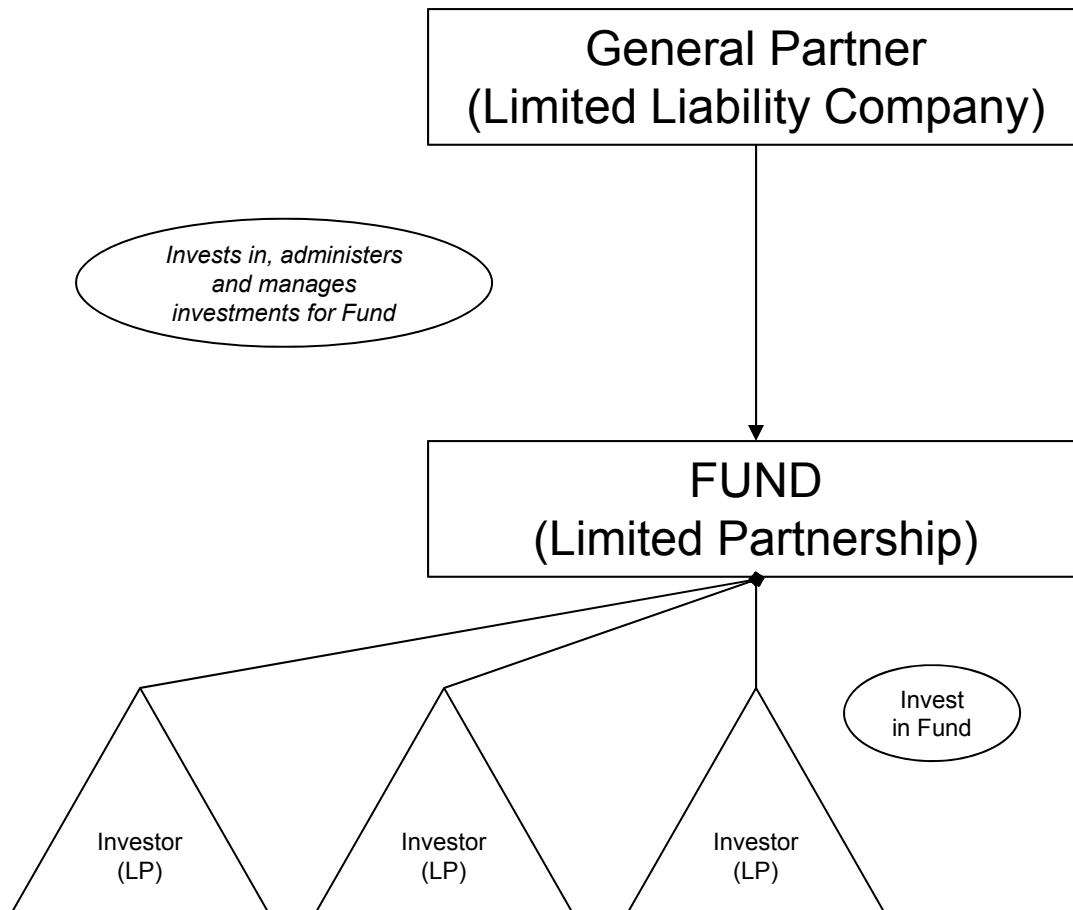 General Partner
(Limited Liability Company)
Invests in, administers
and manages
investments for Fund
FUND
(Limited Partnership)
Invest
in Fund
Investor
(LP)
Investor
(LP)
Investor
(LP)